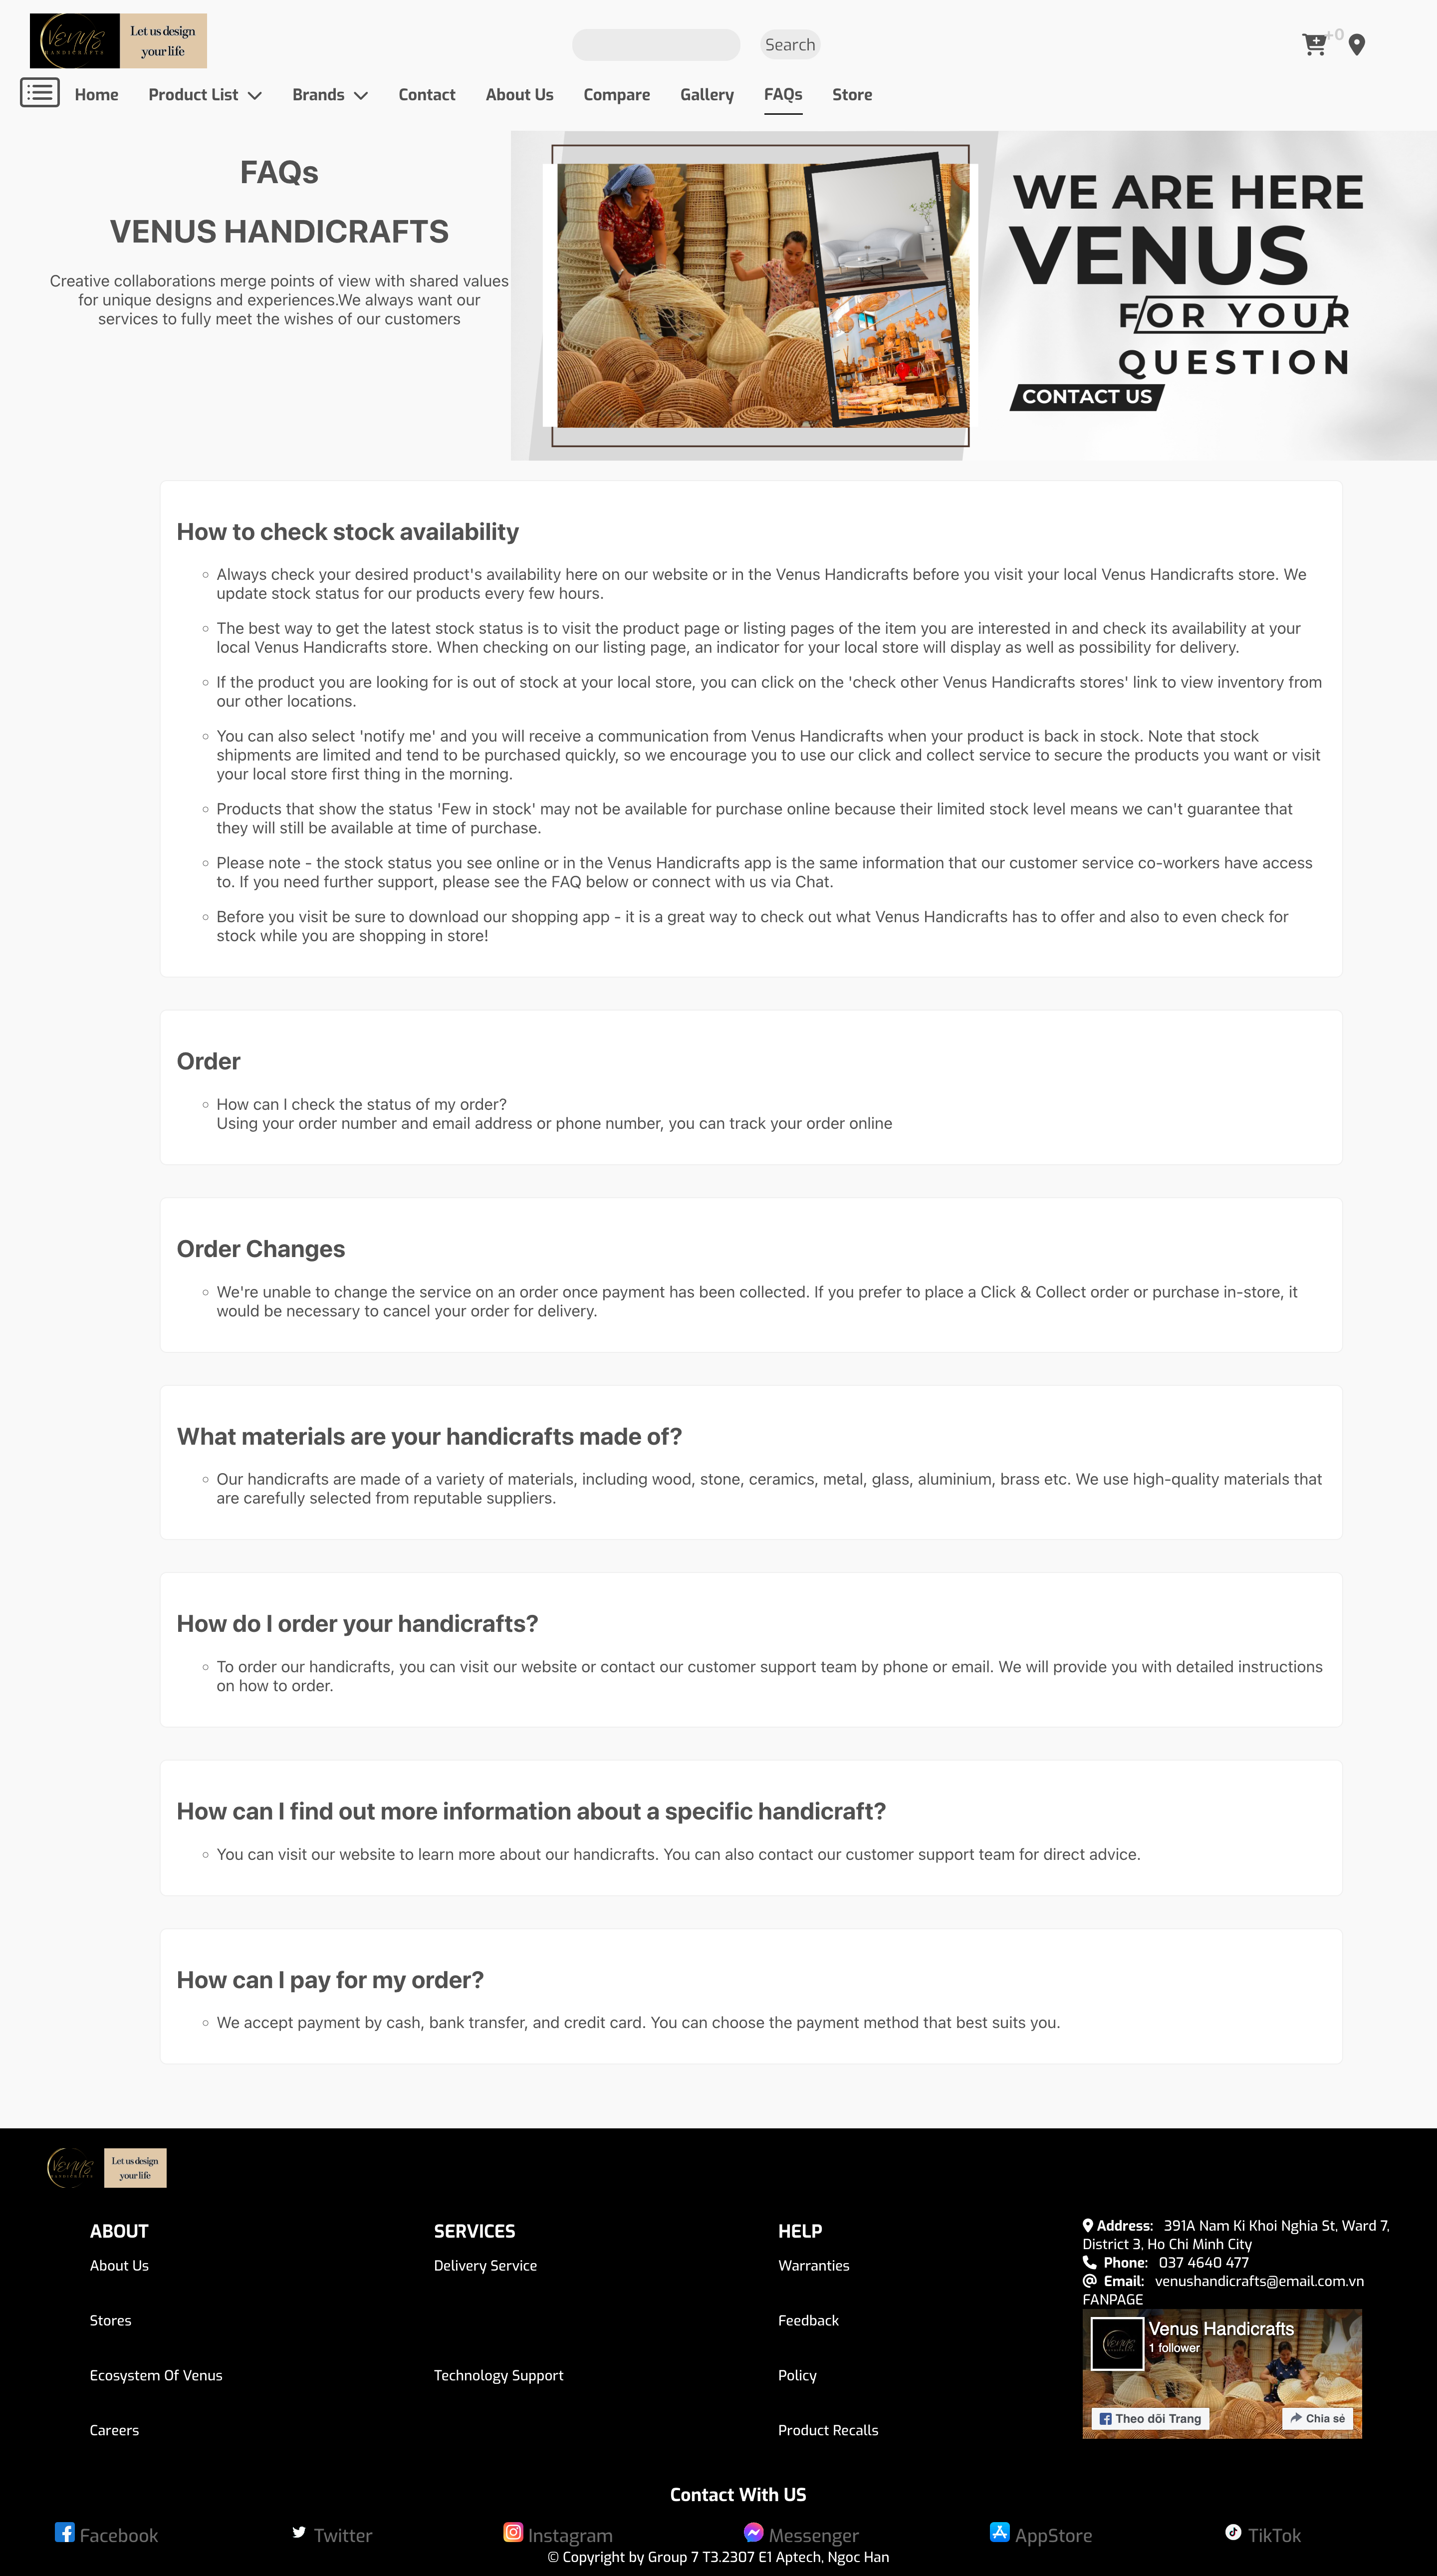 Venus
HANDICRAFTS
Let us design
your life
Search
+0
Home Product List Brands Contact About Us Compare Gallery FAQs Store
FAQs
VENUS HANDICRAFTS
Creative collaborations merge points of view with shared values
for unique designs and experiences.We always want our
services to fully meet the wishes of our customers
WE ARE HERE
VENUS
FOR YOUR
QUESTION
CONTACT US
How to check stock availability
Always check your desired product's availability here on our website or in the Venus Handicrafts before you visit your local Venus Handicrafts store. We
update stock status for our products every few hours.
The best way to get the latest stock status is to visit the product page or listing pages of the item you are interested in and check its availability at your
local Venus Handicrafts store. When checking on our listing page, an indicator for your local store will display as well as possibility for delivery.
If the product you are looking for is out of stock at your local store, you can click on the 'check other Venus Handicrafts stores' link to view inventory from
our other locations.
You can also select 'notify me' and you will receive a communication from Venus Handicrafts when your product is back in stock. Note that stock
shipments are limited and tend to be purchased quickly, so we encourage you to use our click and collect service to secure the products you want or visit
your local store first thing in the morning.
Products that show the status 'Few in stock' may not be available for purchase online because their limited stock level means we can't guarantee that
they will still be available at time of purchase.
Please note - the stock status you see online or in the Venus Handicrafts app is the same information that our customer service co-workers have access
to. If you need further support, please see the FAQ below or connect with us via Chat.
Before you visit be sure to download our shopping app - it is a great way to check out what Venus Handicrafts has to offer and also to even check for
stock while you are shopping in store!
Order
How can I check the status of my order?
Using your order number and email address or phone number, you can track your order online
Order Changes
We're unable to change the service on an order once payment has been collected. If you prefer to place a Click & Collect order or purchase in-store, it
would be necessary to cancel your order for delivery.
What materials are your handicrafts made of?
Our handicrafts are made of a variety of materials, including wood, stone, ceramics, metal, glass, aluminium, brass etc. We use high-quality materials that
are carefully selected from reputable suppliers.
How do I order your handicrafts?
To order our handicrafts, you can visit our website or contact our customer support team by phone or email. We will provide you with detailed instructions
on how to order.
How can I find out more information about a specific handicraft?
You can visit our website to learn more about our handicrafts. You can also contact our customer support team for direct advice.
How can I pay for my order?
We accept payment by cash, bank transfer, and credit card. You can choose the payment method that best suits you.
Venus
HANDICRAFTS
Let us design
your life
ABOUT
About Us
Stores
Ecosystem Of Venus
Careers
SERVICES
Delivery Service
Technology Support
HELP
Warranties
Feedback
Policy
Product Recalls
Address: 391A Nam Ki Khoi Nghia St, Ward 7,
District 3, Ho Chi Minh City
Phone: 037 4640 477
Email: venushandicrafts@email.com.vn
FANPAGE
Venus
Venus Handicrafts
1 follower
Theo dõi Trang
Chia sẻ
Contact With US
Facebook Twitter Instagram Messenger AppStore TikTok
© Copyright by Group 7 T3.2307 E1 Aptech, Ngoc Han